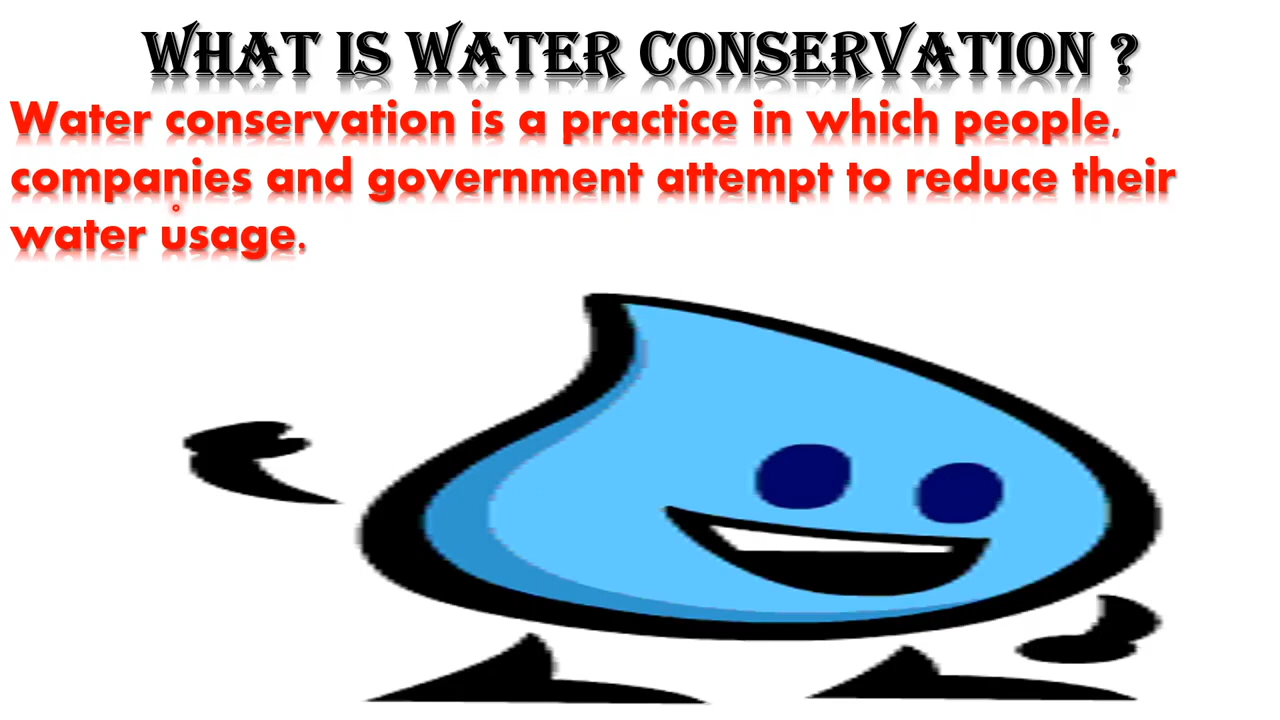 WHAT IS WATER CONSERVATION ?
Water conservation is a practice in which people,
companies and government attempt to reduce their
water usage.